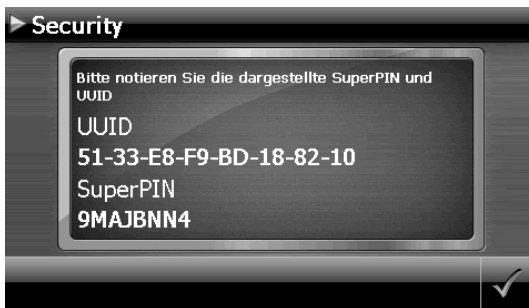 Security
Bitte notieren Sie die dargestellte SuperPIN und
UUID
UUID
51-33-E8-F9-BD-18-82-10
SuperPIN
9MAJBNN4